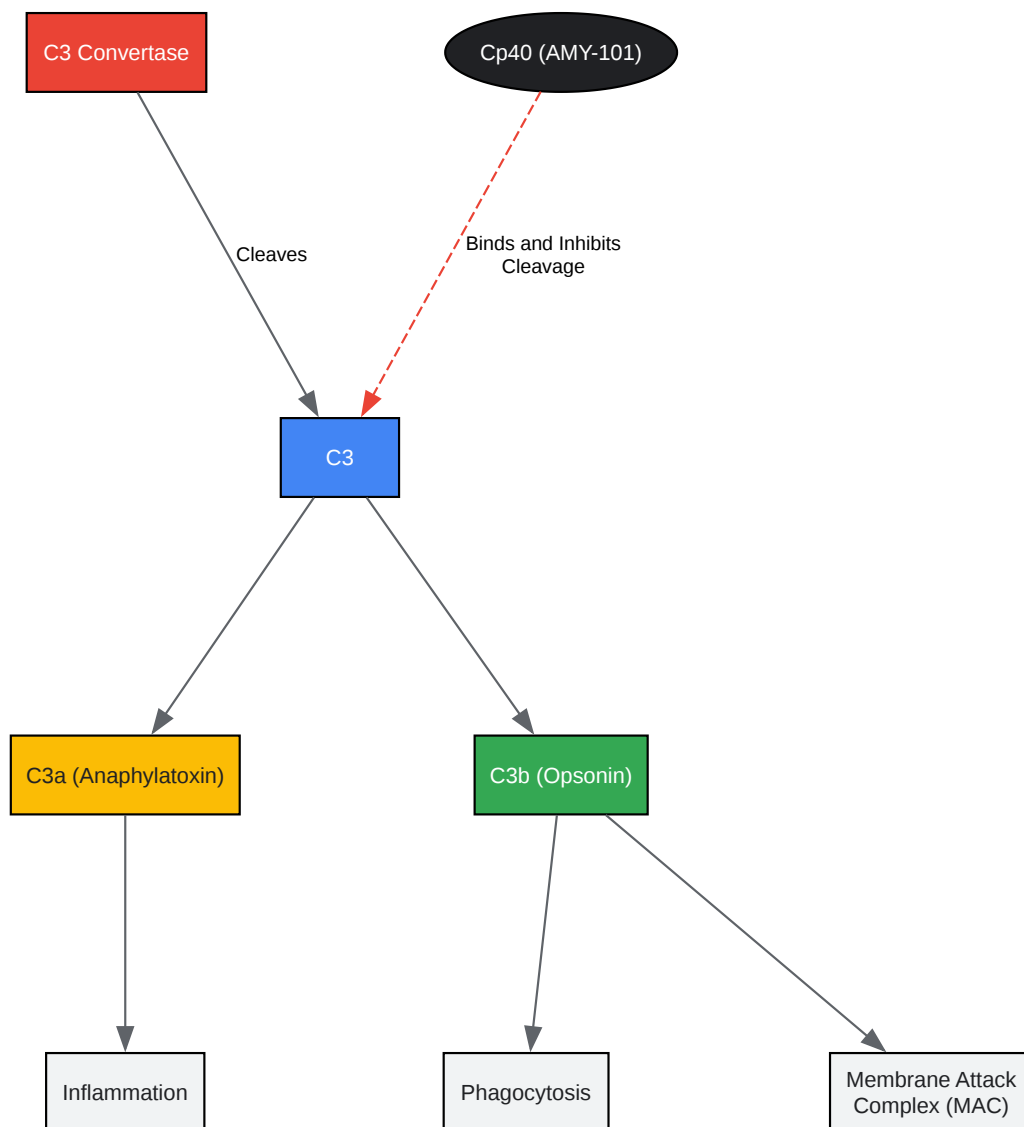 C3 Convertase
Cp40 (AMY-101)
Cleaves
Binds and Inhibits
Cleavage
C3
C3a (Anaphylatoxin)
C3b (Opsonin)
Inflammation
Phagocytosis
Membrane Attack
Complex (MAC)